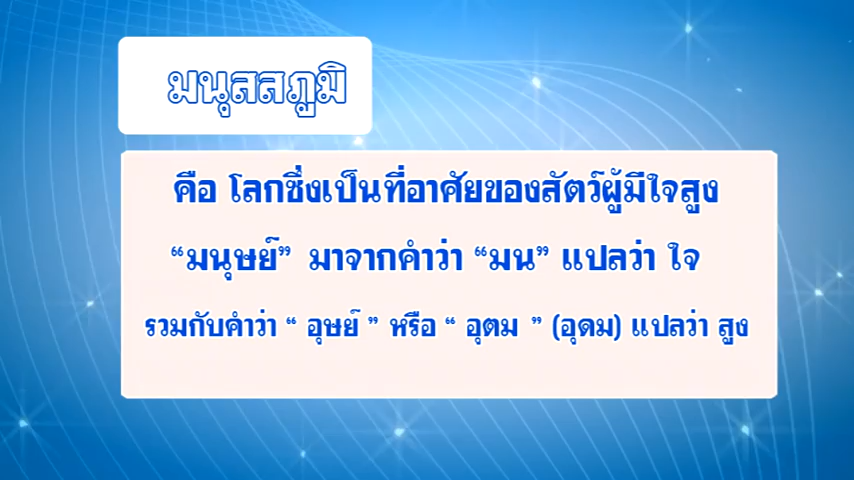 มนุสสภูมิ
คือ โลกซึ่งเป็นที่อาศัยของสัตว์ผู้มีใจสูง
“มนุษย์” มาจากคำว่า “มน” แปลว่า ใจ
รวมกับคำว่า “ อุษย์ ” หรือ “ อุตม ” (อุดม) แปลว่า สูง